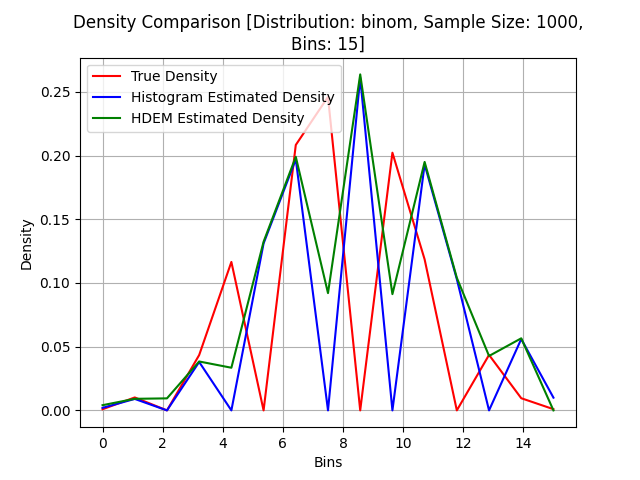 Density Comparison [Distribution: binom, Sample Size: 1000,
Bins: 15]
True Density
Histogram Estimated Density
HDEM Estimated Density
Density
0.25
0.20
0.15
0.10
0.05
0.00
0 2 4 6 8 10 12 14
Bins